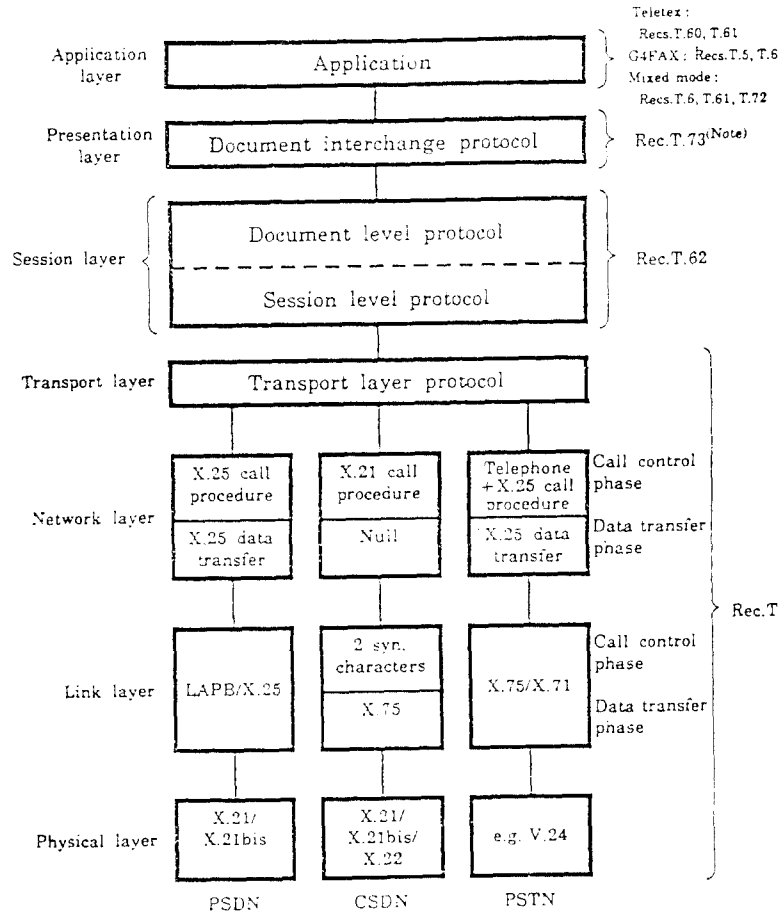 Teletex :
Recs.T.60, T.61
G4FAX : Recs.T.5, T.6
Mixed mode :
Recs.T.6, T.61, T.72
Application layer
Application
Presentation layer
Document interchange protocol
Rec.T.73(Note)
Session layer
Document level protocol
Session level protocol
Rec.T.62
Transport layer
Transport layer protocol
Network layer
X.25 call procedure
X.21 call procedure
Telephone + X.25 call procedure
Call control phase
X.25 data transfer
Null
X.25 data transfer
Data transfer phase
Rec.T
Link layer
LAPB/X.25
2 syn. characters
X.75
X.75/X.71
Call control phase
Data transfer phase
Physical layer
X.21/
X.21bis
X.21/
X.21bis/
X.22
e.g. V.24
PSDN
CSDN
PSTN